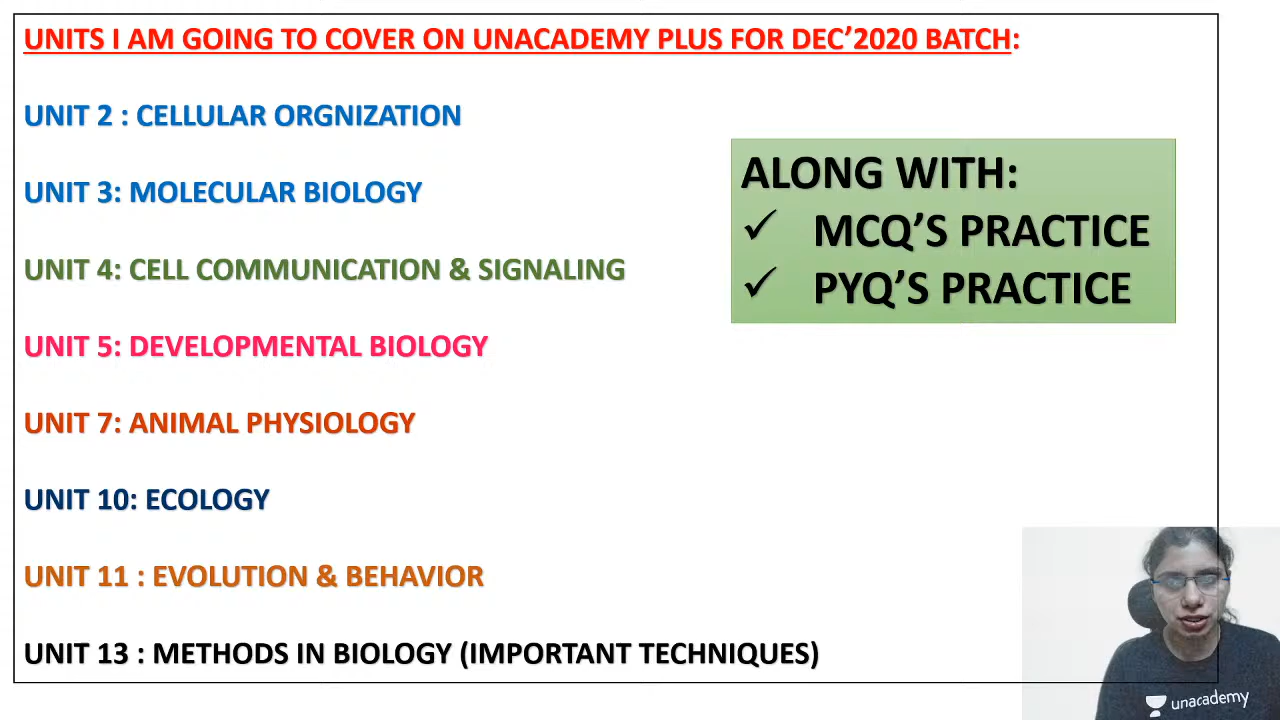 UNITS I AM GOING TO COVER ON UNACADEMY PLUS FOR DEC’2020 BATCH:
UNIT 2 : CELLULAR ORGNIZATION
UNIT 3: MOLECULAR BIOLOGY
UNIT 4: CELL COMMUNICATION & SIGNALING
UNIT 5: DEVELOPMENTAL BIOLOGY
UNIT 7: ANIMAL PHYSIOLOGY
UNIT 10: ECOLOGY
UNIT 11 : EVOLUTION & BEHAVIOR
UNIT 13 : METHODS IN BIOLOGY (IMPORTANT TECHNIQUES)
ALONG WITH:
✓ MCQ’S PRACTICE
✓ PYQ’S PRACTICE
unacademy